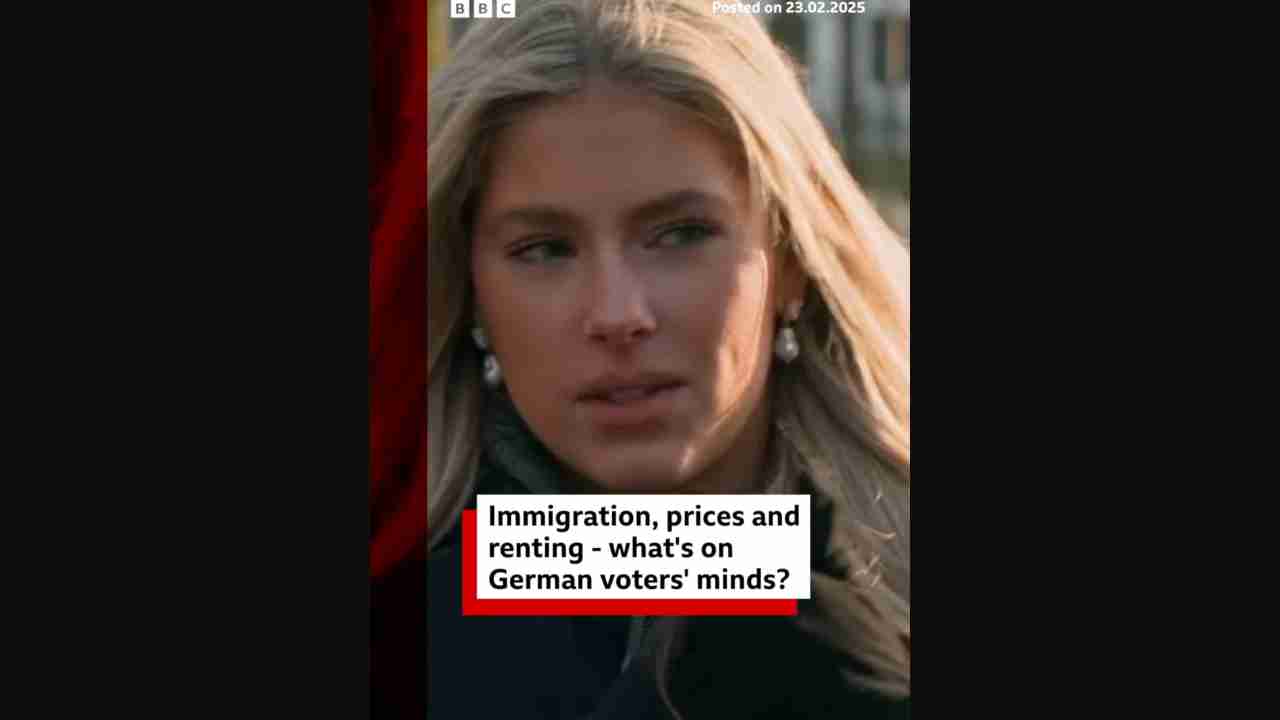 BBC
Posted on 23.02.2025
Immigration, prices and
renting - what's on
German voters' minds?